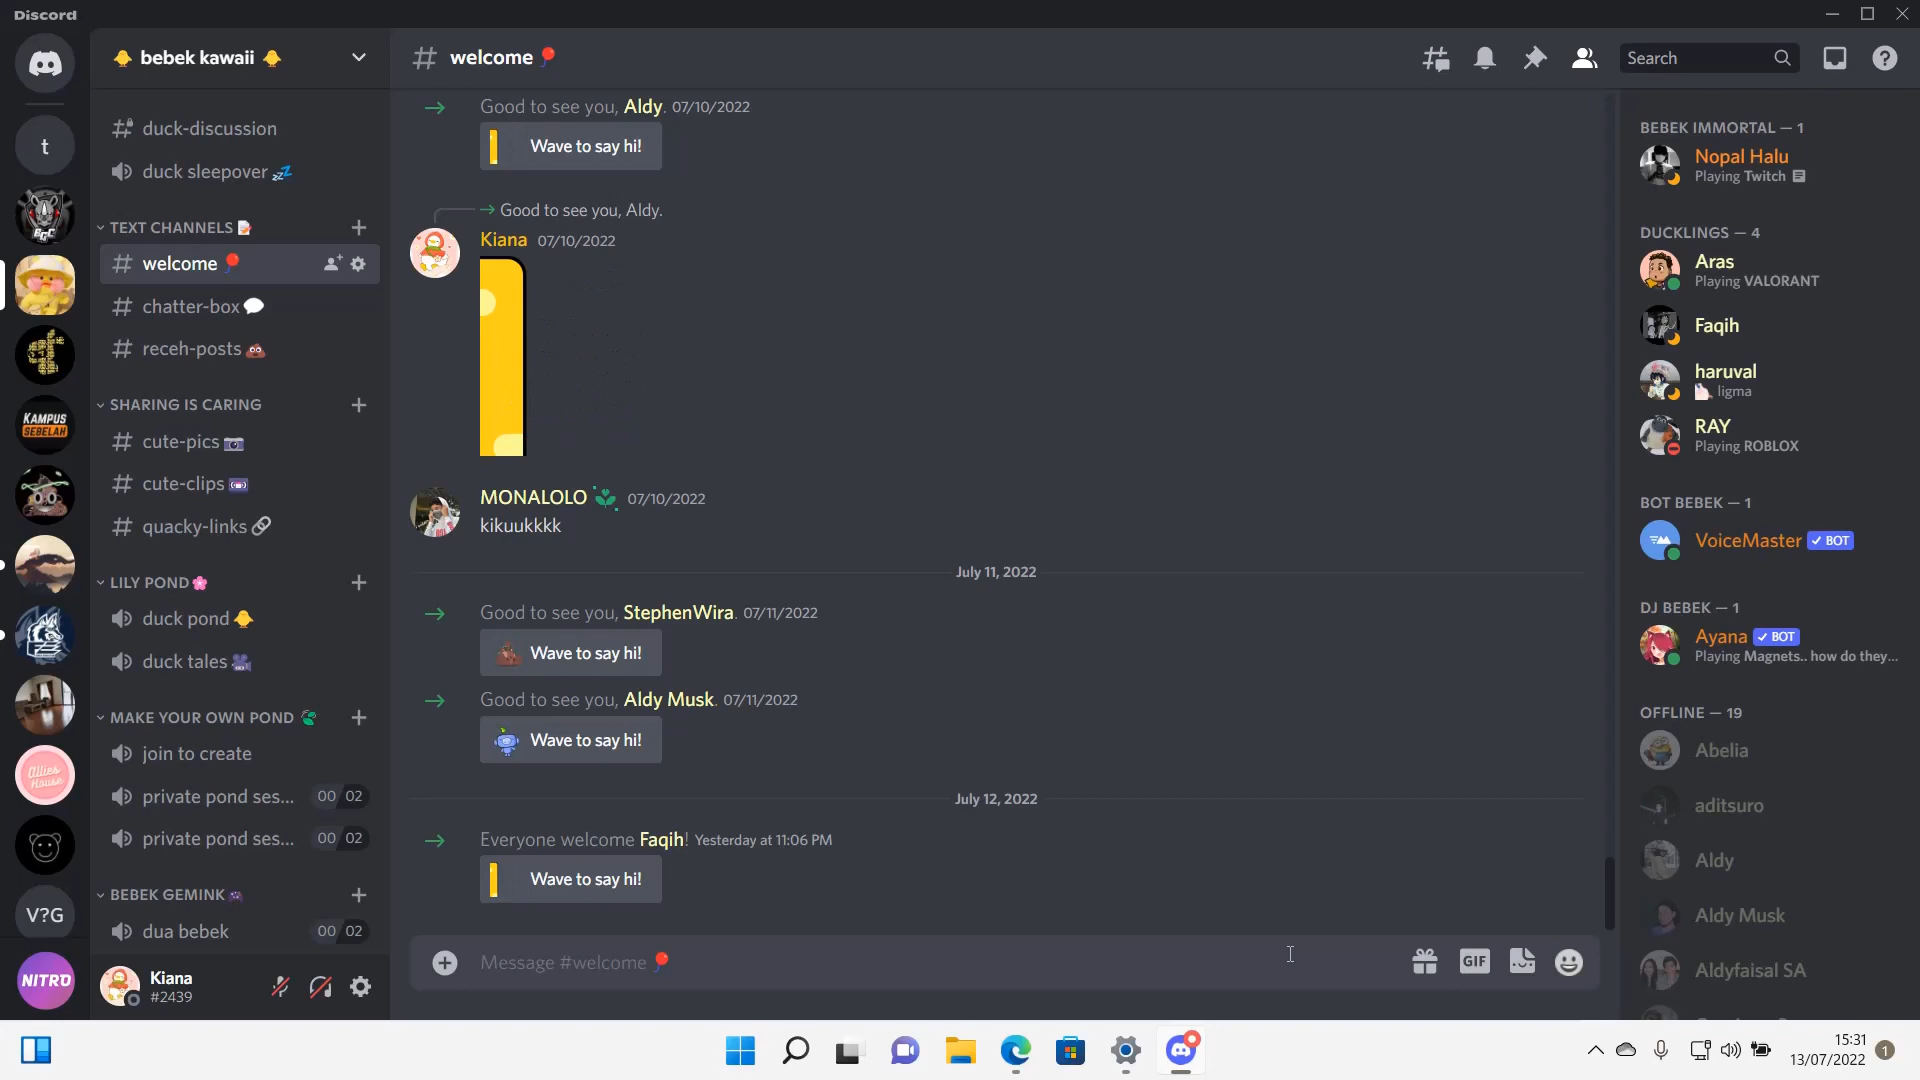 Discord
bebek kawaii
duck-discussion
duck sleepover
TEXT CHANNELS
welcome
chatter-box
receh-posts
SHARING IS CARING
cute-pics
cute-clips
quacky-links
LILY POND
duck pond
duck tales
MAKE YOUR OWN POND
join to create
private pond ses... 00 02
private pond ses... 00 02
BEBEK GEMINK
dua bebek 00 02
Kiana
#2439
t
KAMPUS
SEBELAH
Allies
House
V?G
NITRO
# welcome
Search
Good to see you, Aldy. 07/10/2022
Wave to say hi!
Good to see you, Aldy.
Kiana 07/10/2022
MONALOLO 07/10/2022
kikuukkkk
July 11, 2022
Good to see you, StephenWira. 07/11/2022
Wave to say hi!
Good to see you, Aldy Musk. 07/11/2022
Wave to say hi!
July 12, 2022
Everyone welcome Faqih! Yesterday at 11:06 PM
Wave to say hi!
Message #welcome
GIF
BEBEK IMMORTAL — 1
Nopal Halu
Playing Twitch
DUCKLINGS — 4
Aras
Playing VALORANT
Faqih
haruval
ligma
RAY
Playing ROBLOX
BOT BEBEK — 1
VoiceMaster BOT
DJ BEBEK — 1
Ayana BOT
Playing Magnets.. how do they...
OFFLINE — 19
Abelia
aditsuro
Aldy
Aldy Musk
Aldyfaisal SA
15:31
13/07/2022
1